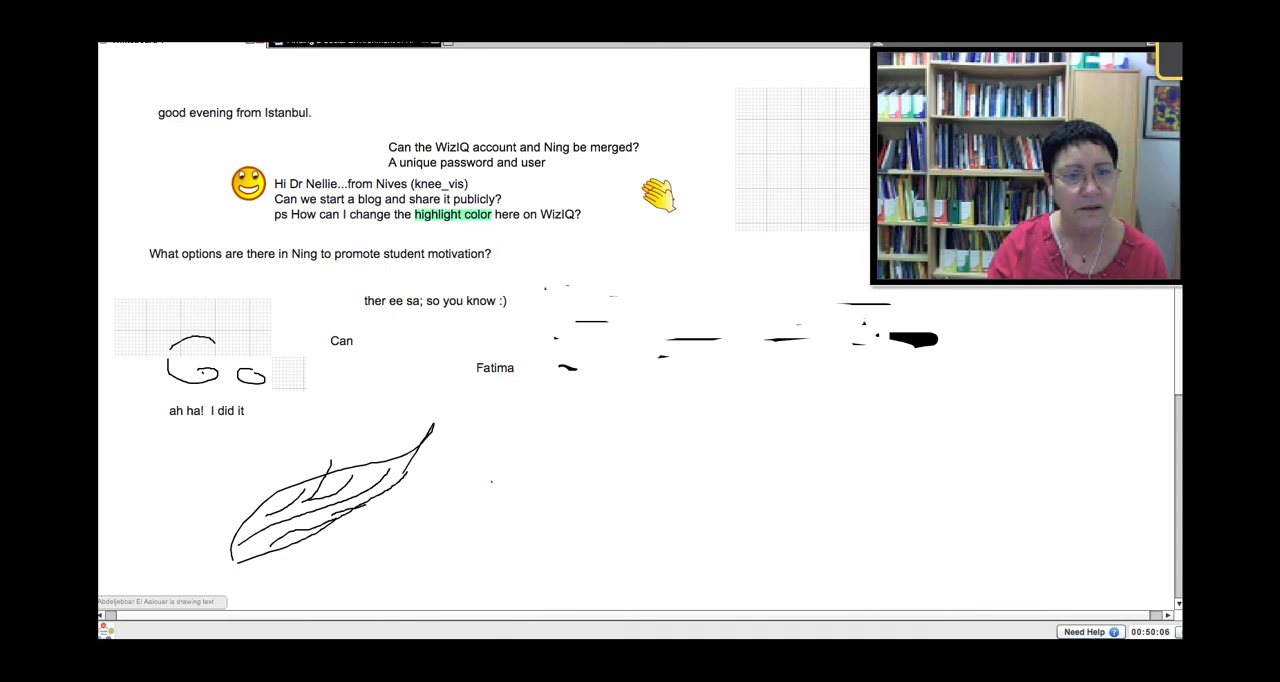 good evening from Istanbul.
Can the WizIQ account and Ning be merged?
A unique password and user
Hi Dr Nellie...from Nives (knee_vis)
Can we start a blog and share it publicly?
ps How can I change the highlight color here on WizIQ?
What options are there in Ning to promote student motivation?
ther ee sa; so you know :)
Can
Fatima
ah ha! I did it
Abdeljebbar El Aaiouar is drawing text
Need Help ?
00:50:06